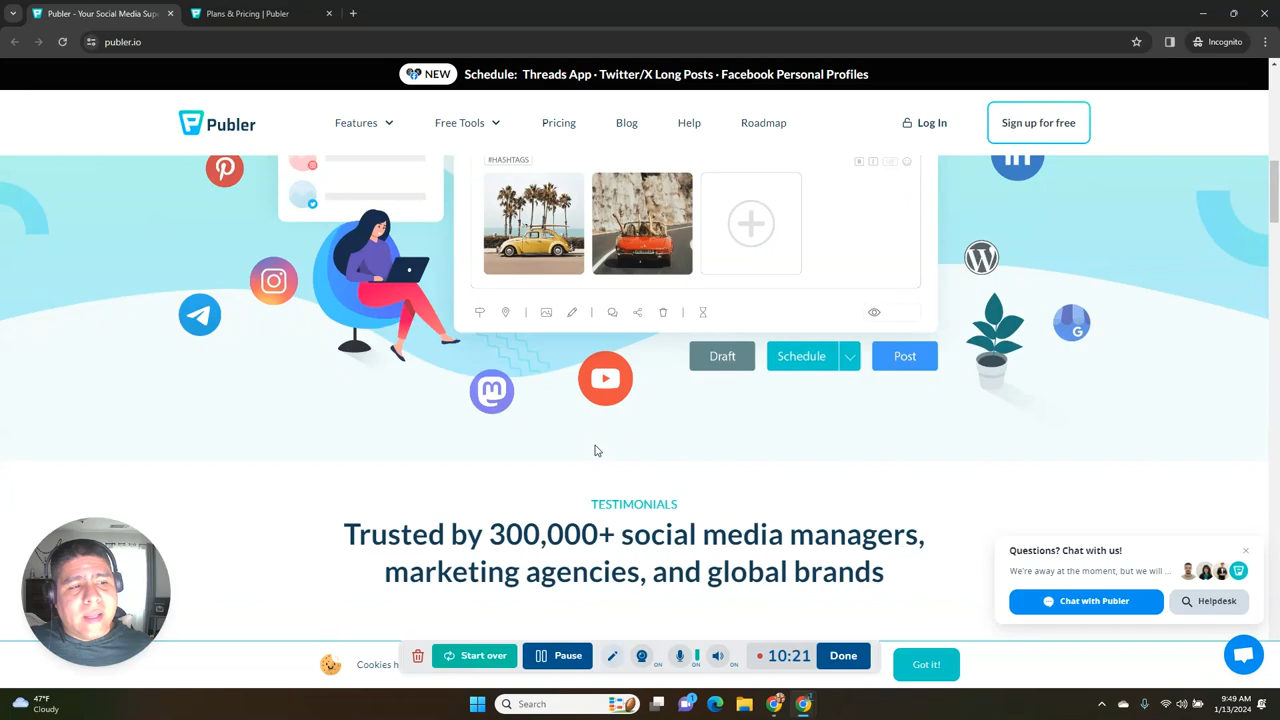 Publer - Your Social Media Sup
Plans & Pricing | Publer
publer.io
Incognito
NEW
Schedule: Threads App · Twitter/X Long Posts · Facebook Personal Profiles
Publer
Features
Free Tools
Pricing
Blog
Help
Roadmap
Log In
Sign up for free
#HASHTAGS
Draft
Schedule
Post
TESTIMONIALS
Trusted by 300,000+ social media managers,
marketing agencies, and global brands
Questions? Chat with us!
We're away at the moment, but we will ...
Chat with Publer
Helpdesk
Cookies h
Start over
Pause
ON
ON
ON
10:21
Done
Got it!
47°F
Cloudy
Search
9:49 AM
1/13/2024